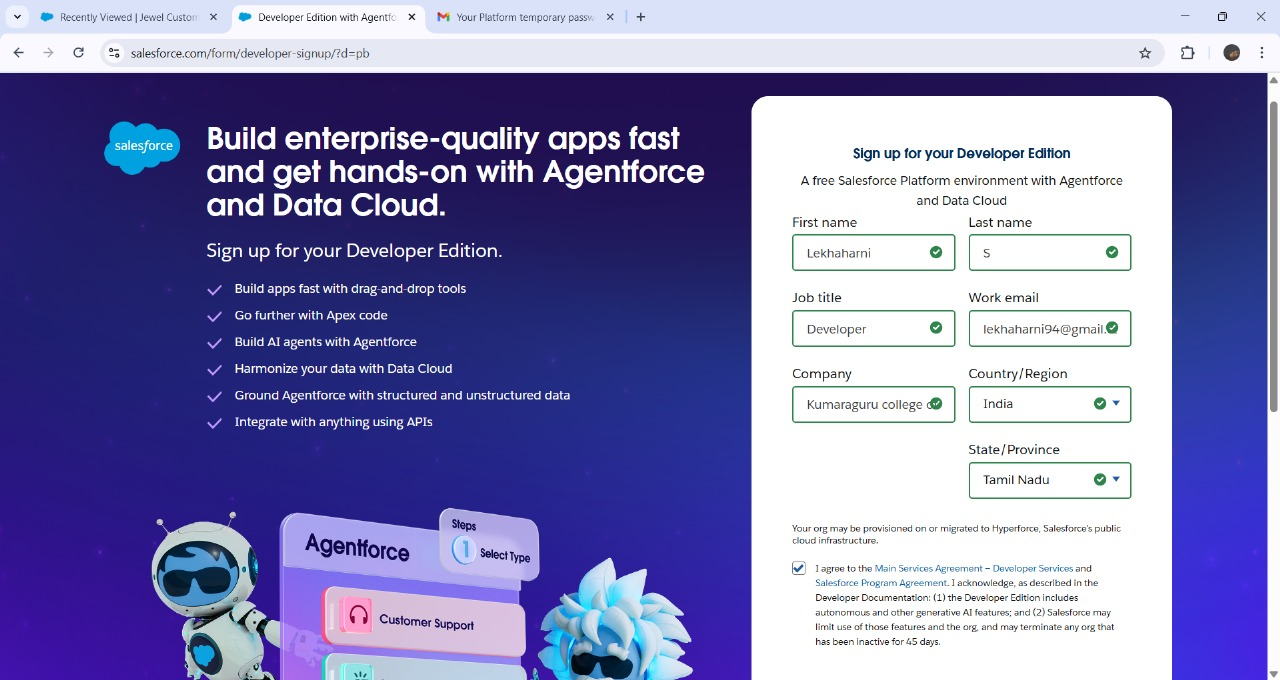 Recently Viewed | Jewel Custom
Developer Edition with Agentfo
Your Platform temporary passw
salesforce.com/form/developer-signup/?d=pb
salesforce
Build enterprise-quality apps fast
and get hands-on with Agentforce
and Data Cloud.
Sign up for your Developer Edition.
Build apps fast with drag-and-drop tools
Go further with Apex code
Build AI agents with Agentforce
Harmonize your data with Data Cloud
Ground Agentforce with structured and unstructured data
Integrate with anything using APIs
Agentforce
Steps
1 Select Type
Customer Support
Sign up for your Developer Edition
A free Salesforce Platform environment with Agentforce
and Data Cloud
First name Last name
Lekhaharni S
Job title Work email
Developer lekhaharni94@gmail.
Company Country/Region
Kumaraguru college India
State/Province
Tamil Nadu
Your org may be provisioned on or migrated to Hyperforce, Salesforce's public
cloud infrastructure.
I agree to the Main Services Agreement – Developer Services and
Salesforce Program Agreement. I acknowledge, as described in the
Developer Documentation: (1) the Developer Edition includes
autonomous and other generative AI features; and (2) Salesforce may
limit use of those features and the org, and may terminate any org that
has been inactive for 45 days.